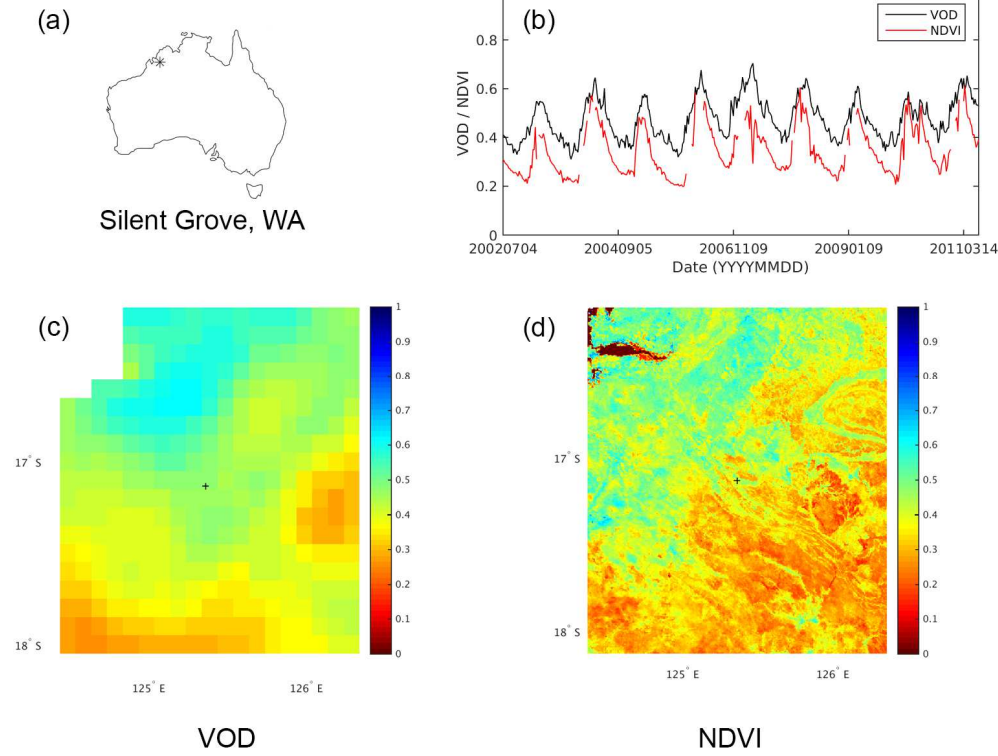 (a)
Silent Grove, WA
(b)
VOD
NDVI
VOD / NDVI
0.8
0.6
0.4
0.2
0
20020704 20040905 20061109 20090109 20110314
Date (YYYYMMDD)
(c)
17° S
18° S
125° E 126° E
1
0.9
0.8
0.7
0.6
0.5
0.4
0.3
0.2
0.1
0
VOD
(d)
17° S
18° S
125° E 126° E
1
0.9
0.8
0.7
0.6
0.5
0.4
0.3
0.2
0.1
0
NDVI